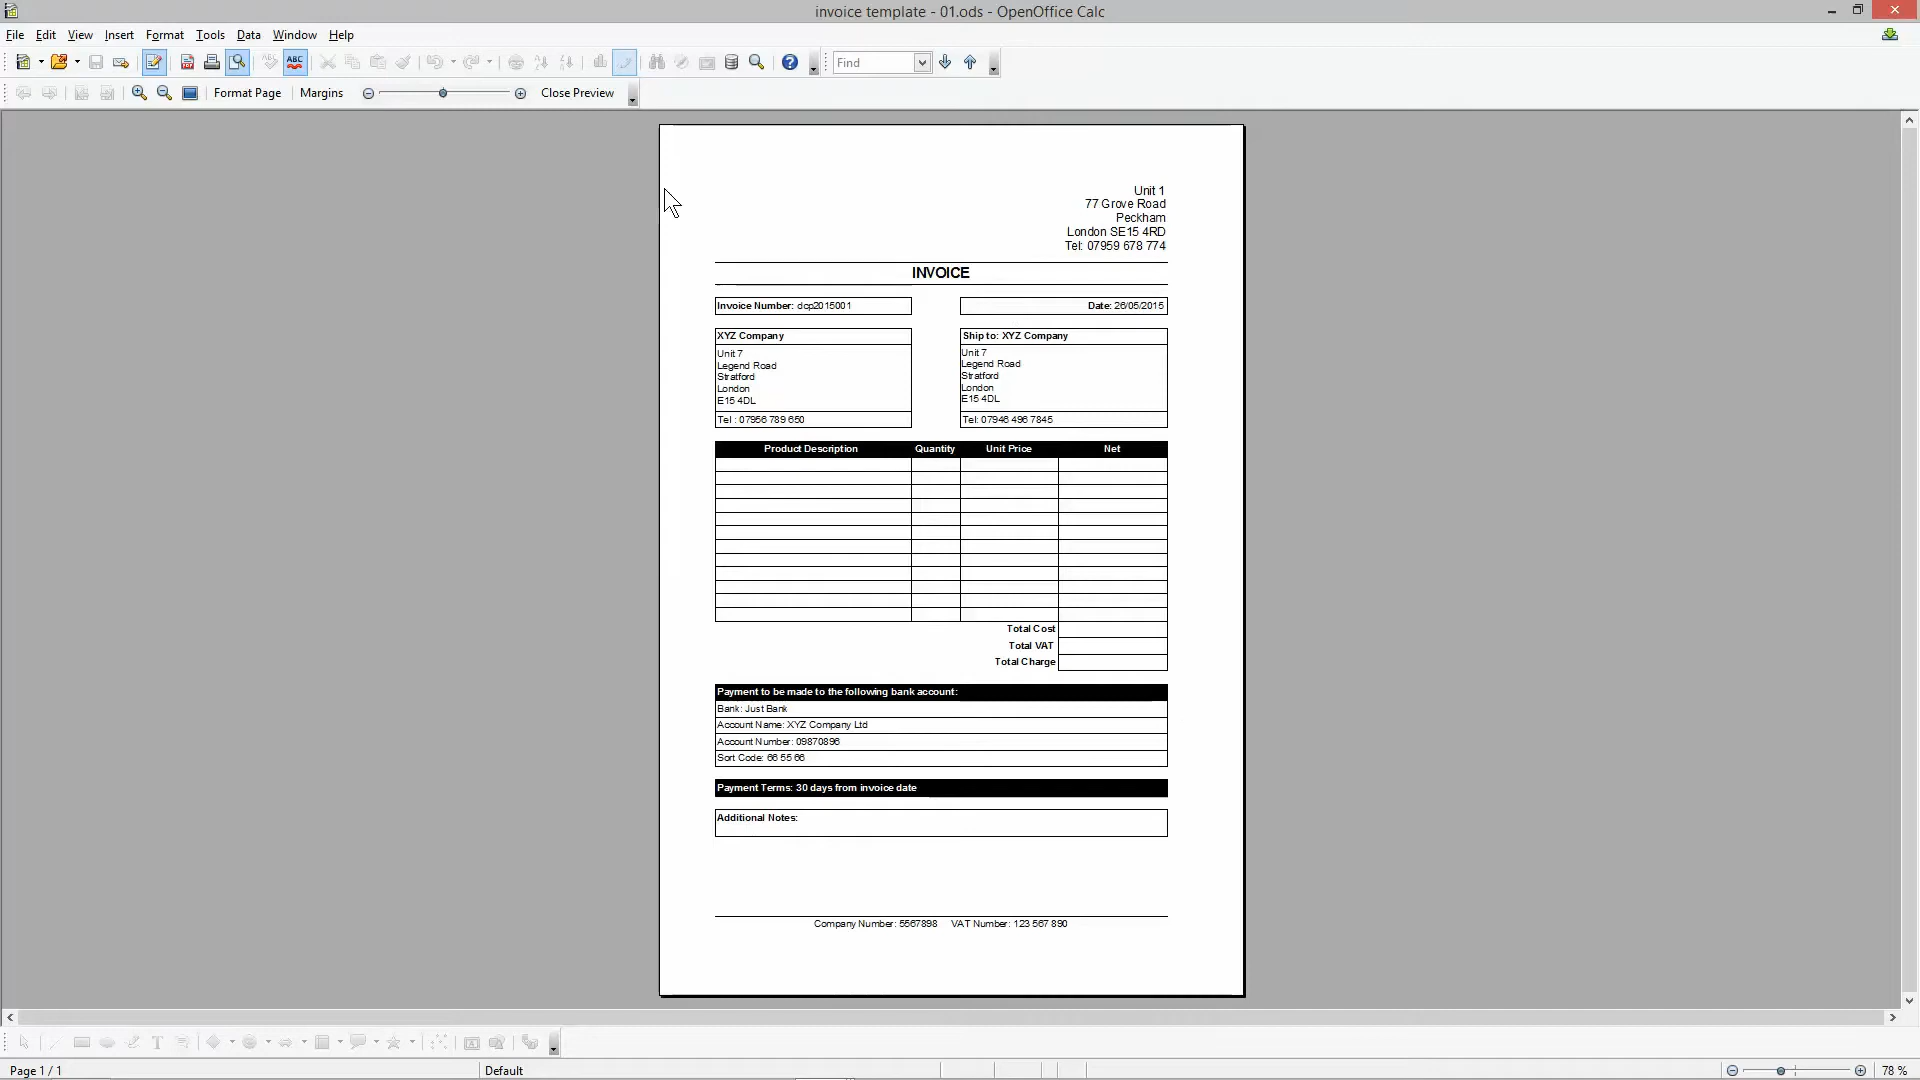 invoice template - 01.ods - OpenOffice Calc
File Edit View Insert Format Tools Data Window Help
ABC Find
Format Page Margins Close Preview
Unit 1
77 Grove Road
Peckham
London SE15 4RD
Tel: 07959 678 774
INVOICE
Invoice Number: dcp2015001 Date: 26/05/2015
XYZ Company
Unit 7
Legend Road
Stratford
London
E15 4DL
Tel : 07956 789 650
Ship to: XYZ Company
Unit 7
Legend Road
Stratford
London
E15 4DL
Tel: 07946 496 7845
Product Description Quantity Unit Price Net
Total Cost
Total VAT
Total Charge
Payment to be made to the following bank account:
Bank: Just Bank
Account Name: XYZ Company Ltd
Account Number: 09870896
Sort Code: 66 55 66
Payment Terms: 30 days from invoice date
Additional Notes:
Company Number: 5567898 VAT Number: 123 567 890
Page 1 / 1 Default 78 %